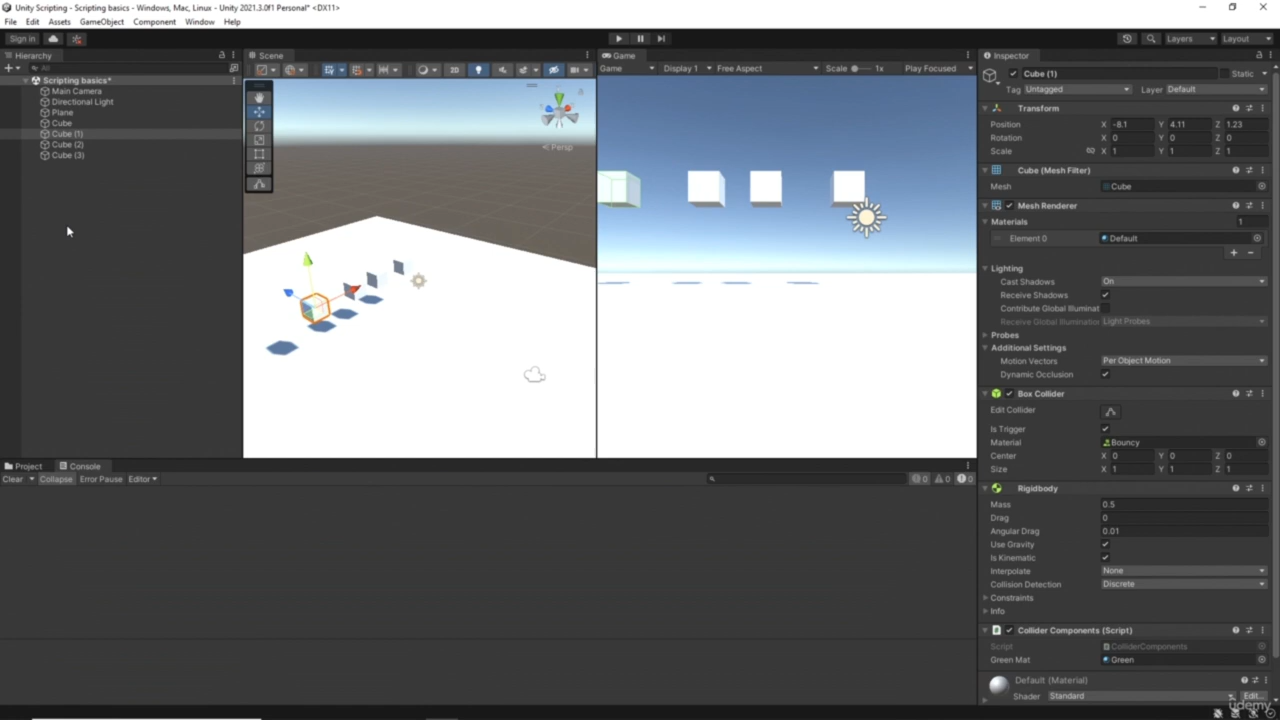 Unity Scripting - Scripting basics - Windows, Mac, Linux - Unity 2021.3.0f1 Personal* <DX11>
File Edit Assets GameObject Component Window Help
Sign in
Layers
Layout
Hierarchy
All
Scripting basics*
Main Camera
Directional Light
Plane
Cube
Cube (1)
Cube (2)
Cube (3)
Scene
2D
Persp
Game
Game Display 1 Free Aspect Scale 1x Play Focused
Project Console
Clear Collapse Error Pause Editor
0 0 0
Inspector
Cube (1) Static
Tag Untagged Layer Default
Transform
Position X -8.1 Y 4.11 Z 1.23
Rotation X 0 Y 0 Z 0
Scale X 1 Y 1 Z 1
Cube (Mesh Filter)
Mesh Cube
Mesh Renderer
Materials 1
Element 0 Default
Lighting
Cast Shadows On
Receive Shadows
Contribute Global Illuminat
Receive Global Illumination Light Probes
Probes
Additional Settings
Motion Vectors Per Object Motion
Dynamic Occlusion
Box Collider
Edit Collider
Is Trigger
Material Bouncy
Center X 0 Y 0 Z 0
Size X 1 Y 1 Z 1
Rigidbody
Mass 0.5
Drag 0
Angular Drag 0.01
Use Gravity
Is Kinematic
Interpolate None
Collision Detection Discrete
Constraints
Info
Collider Components (Script)
Script ColliderComponents
Green Mat Green
Default (Material)
Shader Standard Edit...
udemy